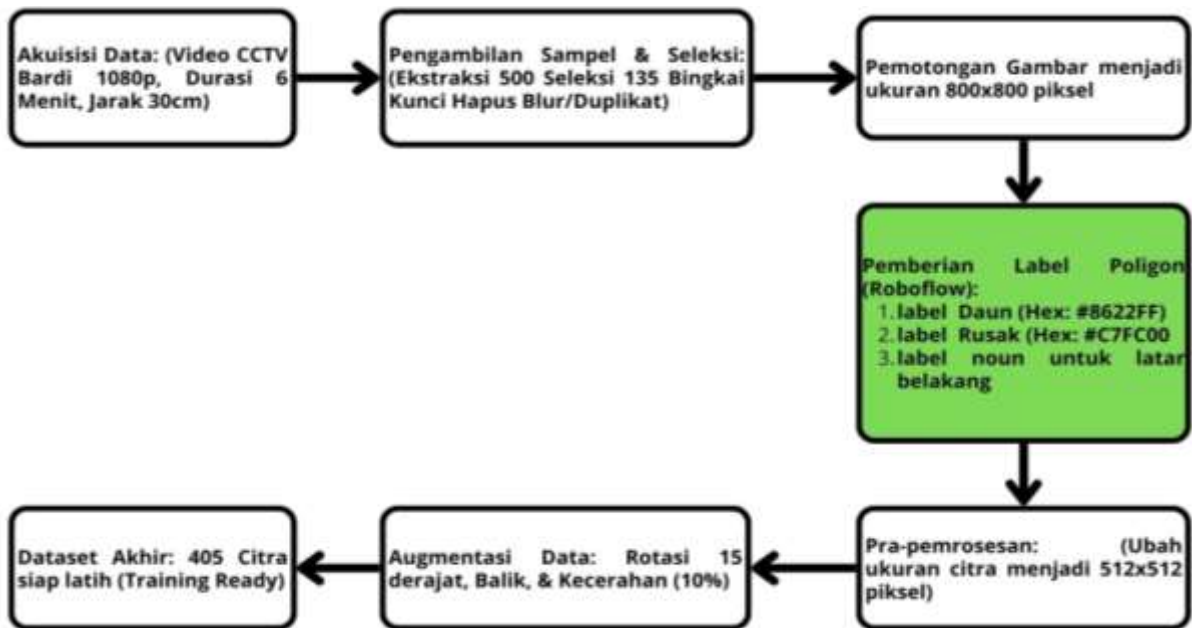 Akuisisi Data: (Video CCTV
Bardi 1080p, Durasi 6
Menit, Jarak 30cm)
Pengambilan Sampel & Seleksi:
(Ekstraksi 500 Seleksi 135 Bingkai
Kunci Hapus Blur/Duplikat)
Pemotongan Gambar menjadi
ukuran 800x800 piksel
Pemberian Label Poligon
(Roboflow):
1. label Daun (Hex: #8622FF)
2. label Rusak (Hex: #C7FC00
3. label noun untuk latar
belakang
Pra-pemrosesan: (Ubah
ukuran citra menjadi 512x512
piksel)
Augmentasi Data: Rotasi 15
derajat, Balik, & Kecerahan (10%)
Dataset Akhir: 405 Citra
siap latih (Training Ready)